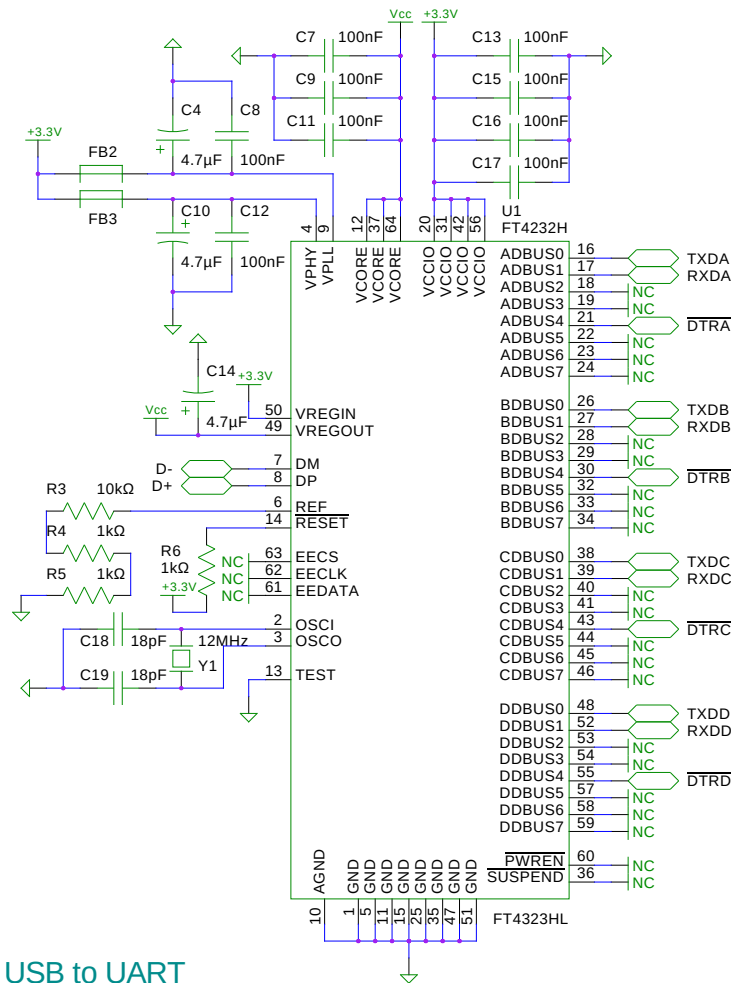 Vcc +3.3V
C7 100nF
C13 100nF
C9 100nF
C15 100nF
C11 100nF
C16 100nF
C17 100nF
C4 C8
+3.3V
FB2
4.7µF 100nF
FB3
C10 C12
4.7µF 100nF
U1
FT4232H
4 VPHY
9 VPLL
12 VCORE
37 VCORE
64 VCORE
20 VCCIO
31 VCCIO
42 VCCIO
56 VCCIO
ADBUS0 16 TXDA
ADBUS1 17 RXDA
ADBUS2 18 NC
ADBUS3 19 NC
ADBUS4 21 DTRA
ADBUS5 22 NC
ADBUS6 23 NC
ADBUS7 24 NC
C14
+3.3V
4.7µF
Vcc
50 VREGIN
49 VREGOUT
D- 7 DM
D+ 8 DP
R3 10kΩ
6 REF
14 RESET
R4 1kΩ
R5 1kΩ
R6
1kΩ
+3.3V
NC 63 EECS
NC 62 EECLK
NC 61 EEDATA
2 OSCI
3 OSCO
C18 18pF
12MHz
Y1
C19 18pF
13 TEST
BDBUS0 26 TXDB
BDBUS1 27 RXDB
BDBUS2 28 NC
BDBUS3 29 NC
BDBUS4 30 DTRB
BDBUS5 32 NC
BDBUS6 33 NC
BDBUS7 34 NC
CDBUS0 38 TXDC
CDBUS1 39 RXDC
CDBUS2 40 NC
CDBUS3 41 NC
CDBUS4 43 DTRC
CDBUS5 44 NC
CDBUS6 45 NC
CDBUS7 46 NC
DDBUS0 48 TXDD
DDBUS1 52 RXDD
DDBUS2 53 NC
DDBUS3 54 NC
DDBUS4 55 DTRD
DDBUS5 57 NC
DDBUS6 58 NC
DDBUS7 59 NC
PWREN 60 NC
SUSPEND 36 NC
AGND 10
GND 1
GND 5
GND 11
GND 15
GND 25
GND 35
GND 47
GND 51
FT4323HL
USB to UART